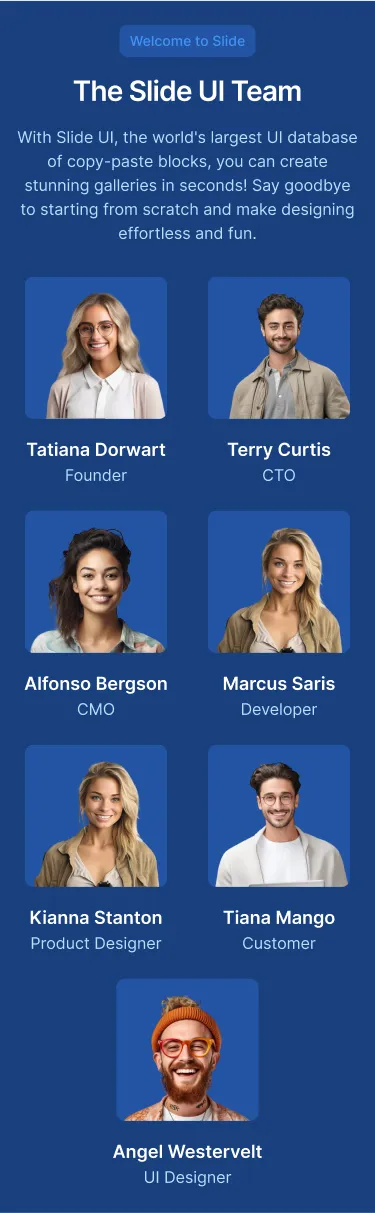 Welcome to Slide
The Slide UI Team
With Slide UI, the world's largest UI database
of copy-paste blocks, you can create
stunning galleries in seconds! Say goodbye
to starting from scratch and make designing
effortless and fun.
Tatiana Dorwart
Founder
Terry Curtis
CTO
Alfonso Bergson
CMO
Marcus Saris
Developer
Kianna Stanton
Product Designer
Tiana Mango
Customer
Angel Westervelt
UI Designer